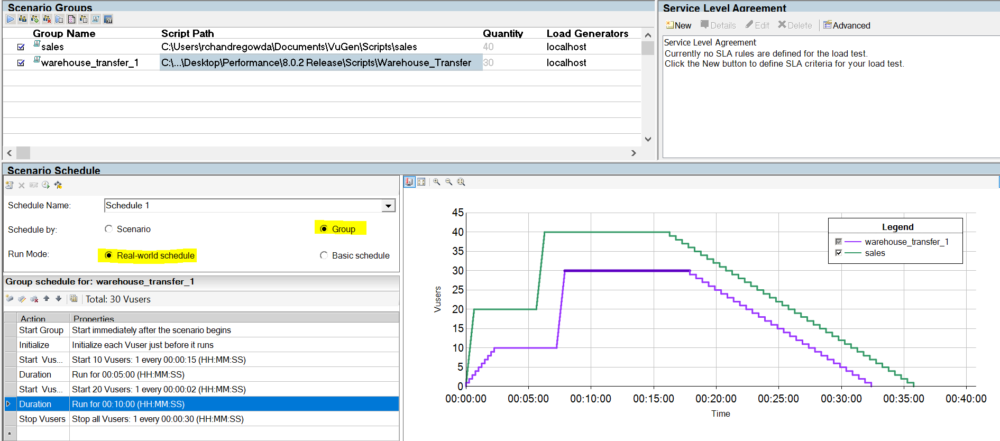 Scenario Groups
Group Name Script Path Quantity Load Generators
sales C:\Users\rchandregowda\Documents\VuGen\Scripts\sales 40 localhost
warehouse_transfer_1 C:\...\Desktop\Performance\8.0.2 Release\Scripts\Warehouse_Transfer 30 localhost
Service Level Agreement
New Details Edit Delete Advanced
Service Level Agreement
Currently no SLA rules are defined for the load test.
Click the New button to define SLA criteria for your load test.
Scenario Schedule
Schedule Name: Schedule 1
Schedule by: Scenario Group
Run Mode: Real-world schedule Basic schedule
Group schedule for: warehouse_transfer_1
Total: 30 Vusers
Action Properties
Start Group Start immediately after the scenario begins
Initialize Initialize each Vuser just before it runs
Start Vus... Start 10 Vusers: 1 every 00:00:15 (HH:MM:SS)
Duration Run for 00:05:00 (HH:MM:SS)
Start Vus... Start 20 Vusers: 1 every 00:00:02 (HH:MM:SS)
Duration Run for 00:10:00 (HH:MM:SS)
Stop Vusers Stop all Vusers: 1 every 00:00:30 (HH:MM:SS)
*
SV
45
40
35
30
25
20
15
10
5
0
Vusers
00:00:00 00:05:00 00:10:00 00:15:00 00:20:00 00:25:00 00:30:00 00:35:00 00:40:00
Time
Legend
warehouse_transfer_1
sales